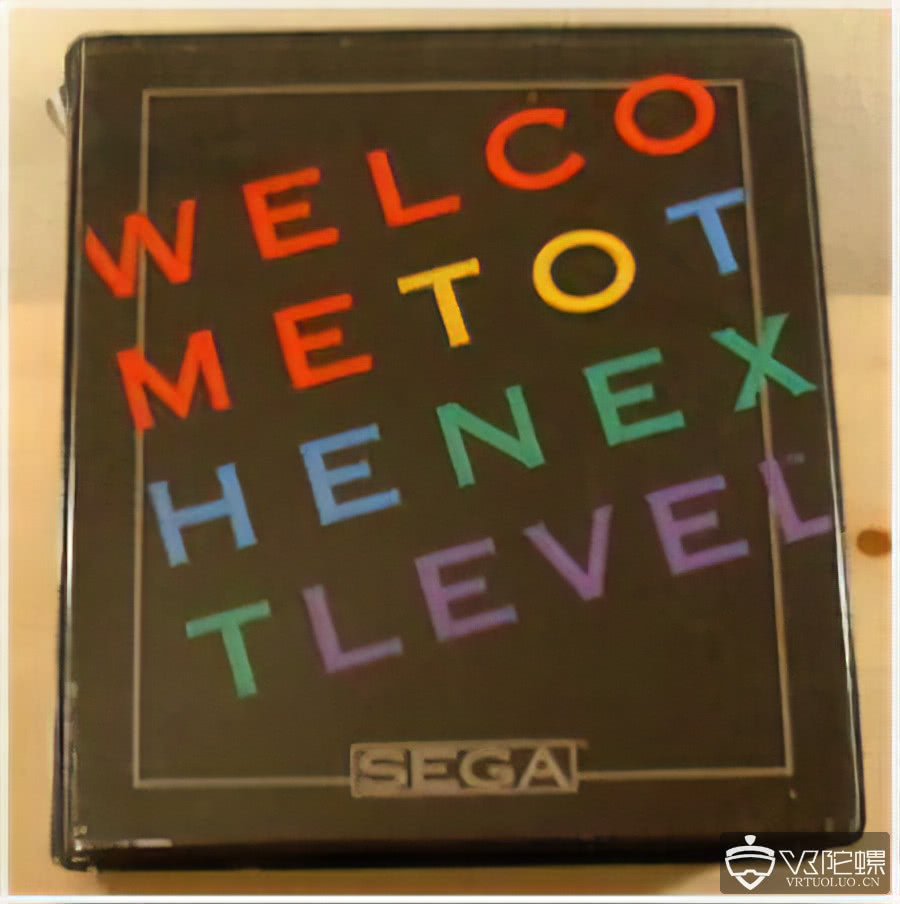 WELCO
METOT
HENEX
TLEVEL
SEGA
VR陀螺
VRTUOLUO.CN